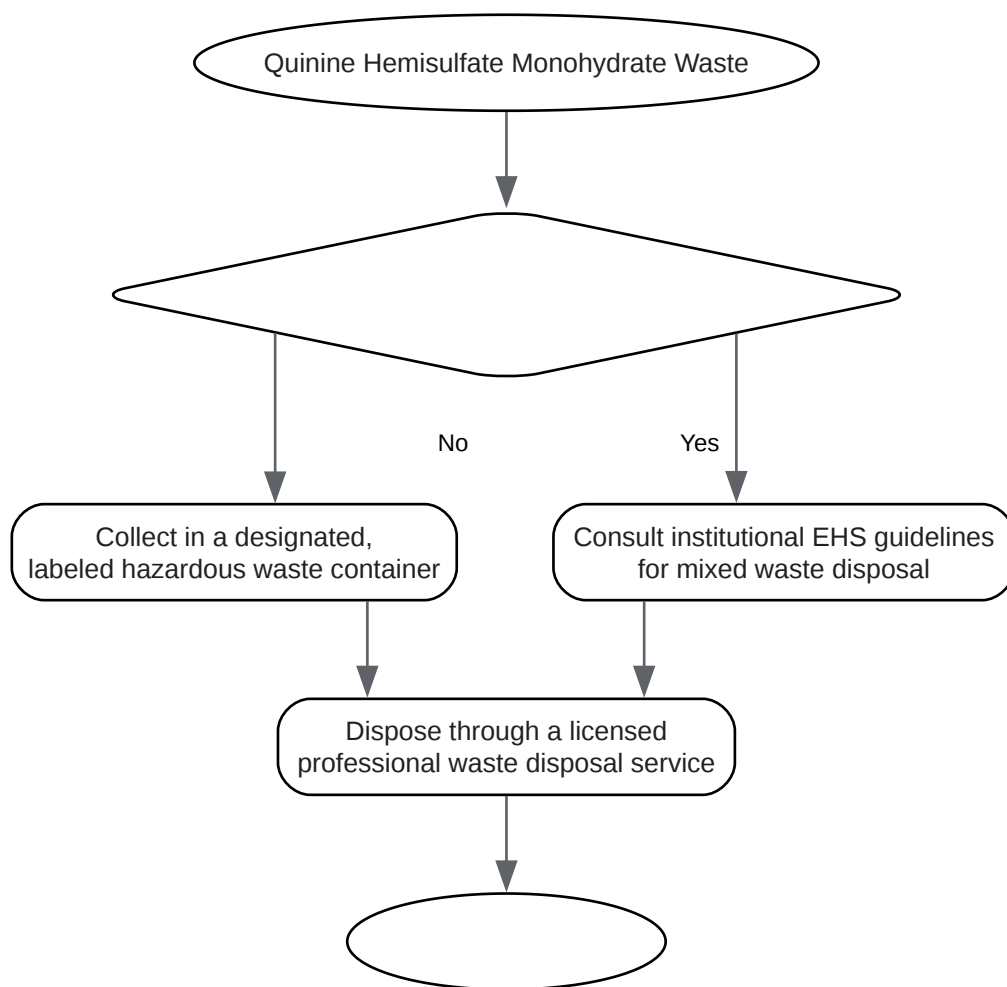 Quinine Hemisulfate Monohydrate Waste
No
Yes
Collect in a designated,
labeled hazardous waste container
Consult institutional EHS guidelines
for mixed waste disposal
Dispose through a licensed
professional waste disposal service